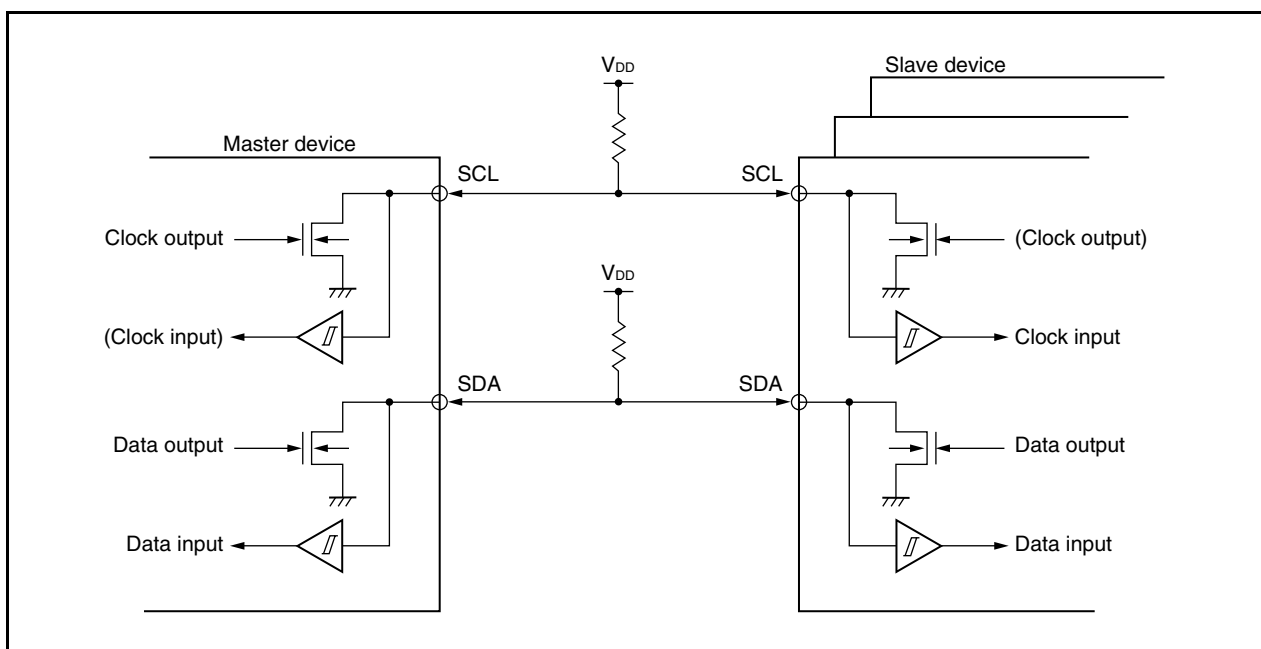 VDD
Slave device
Master device
SCL
SCL
Clock output
(Clock output)
VDD
(Clock input)
Clock input
SDA
SDA
Data output
Data output
Data input
Data input